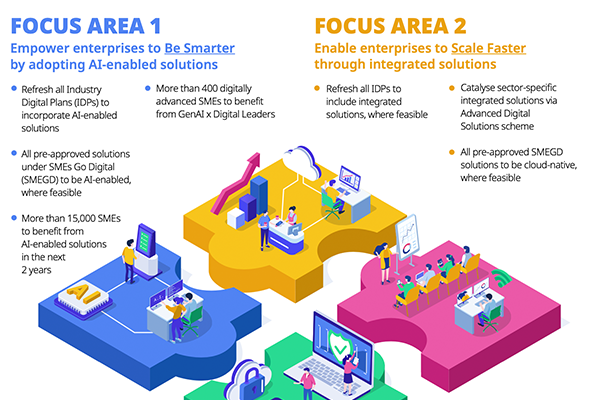 FOCUS AREA 1
Empower enterprises to Be Smarter
by adopting AI-enabled solutions
• Refresh all Industry
Digital Plans (IDPs) to
incorporate AI-enabled
solutions
• All pre-approved solutions
under SMEs Go Digital
(SMEGD) to be AI-enabled,
where feasible
• More than 15,000 SMEs
to benefit from
AI-enabled solutions
in the next
2 years
• More than 400 digitally
advanced SMEs to benefit
from GenAI x Digital Leaders
FOCUS AREA 2
Enable enterprises to Scale Faster
through integrated solutions
• Refresh all IDPs to
include integrated
solutions, where feasible
• Catalyse sector-specific
integrated solutions via
Advanced Digital
Solutions scheme
• All pre-approved SMEGD
solutions to be cloud-native,
where feasible
AI